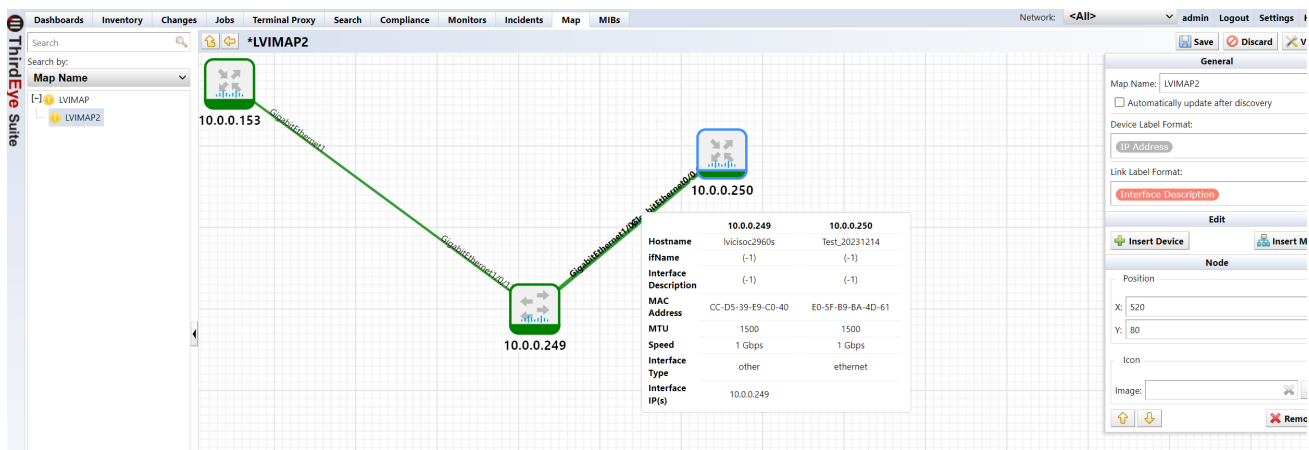 Dashboards Inventory Changes Jobs Terminal Proxy Search Compliance Monitors Incidents Map MIBs
Network: <All> admin Logout Settings
ThirdEye Suite
Search
Search by:
Map Name
[-] LVIMAP
LVIMAP2
*LVIMAP2
Save Discard
10.0.0.153
GigabitEthernet1
GigabitEthernet1/0/1
10.0.0.249
10.0.0.250
10.0.0.249 10.0.0.250
Hostname lvicisoc2960s Test_20231214
ifName (-1) (-1)
Interface Description (-1) (-1)
MAC Address CC-D5-39-E9-C0-40 E0-5F-B9-BA-4D-61
MTU 1500 1500
Speed 1 Gbps 1 Gbps
Interface Type other ethernet
Interface IP(s) 10.0.0.249
General
Map Name: LVIMAP2
Automatically update after discovery
Device Label Format:
IP Address
Link Label Format:
Interface Description
Edit
Insert Device Insert M
Node
Position
X: 520
Y: 80
Icon
Image:
Remo